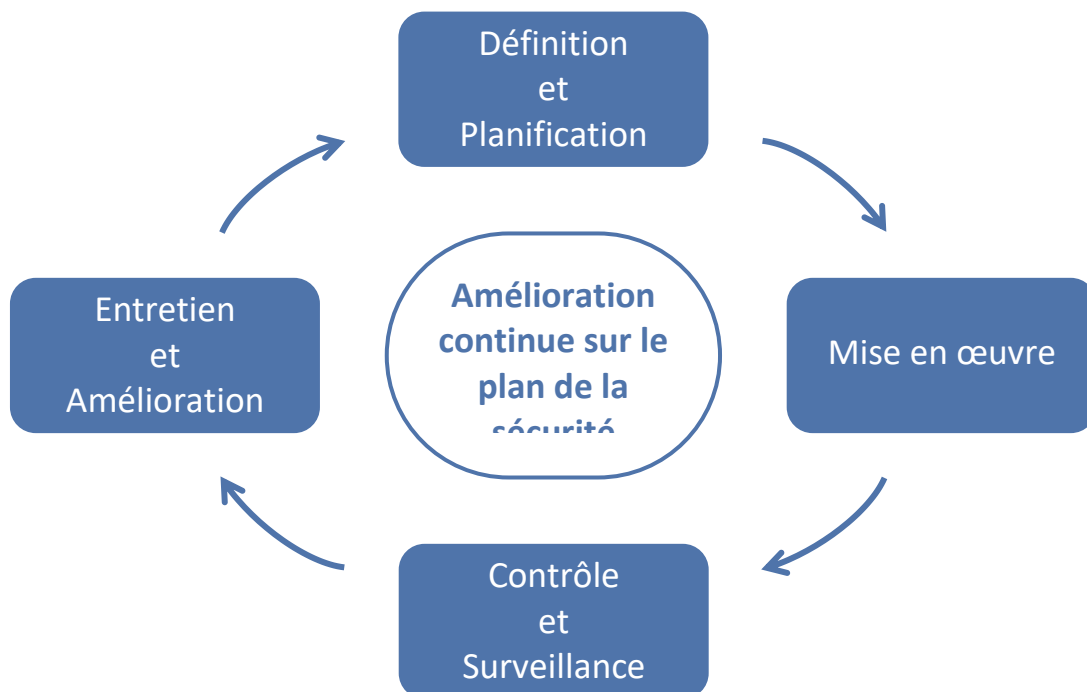 Définition
et
Planification
Entretien
et
Amélioration
Amélioration
continue sur le
plan de la
sécurité
Mise en œuvre
Contrôle
et
Surveillance